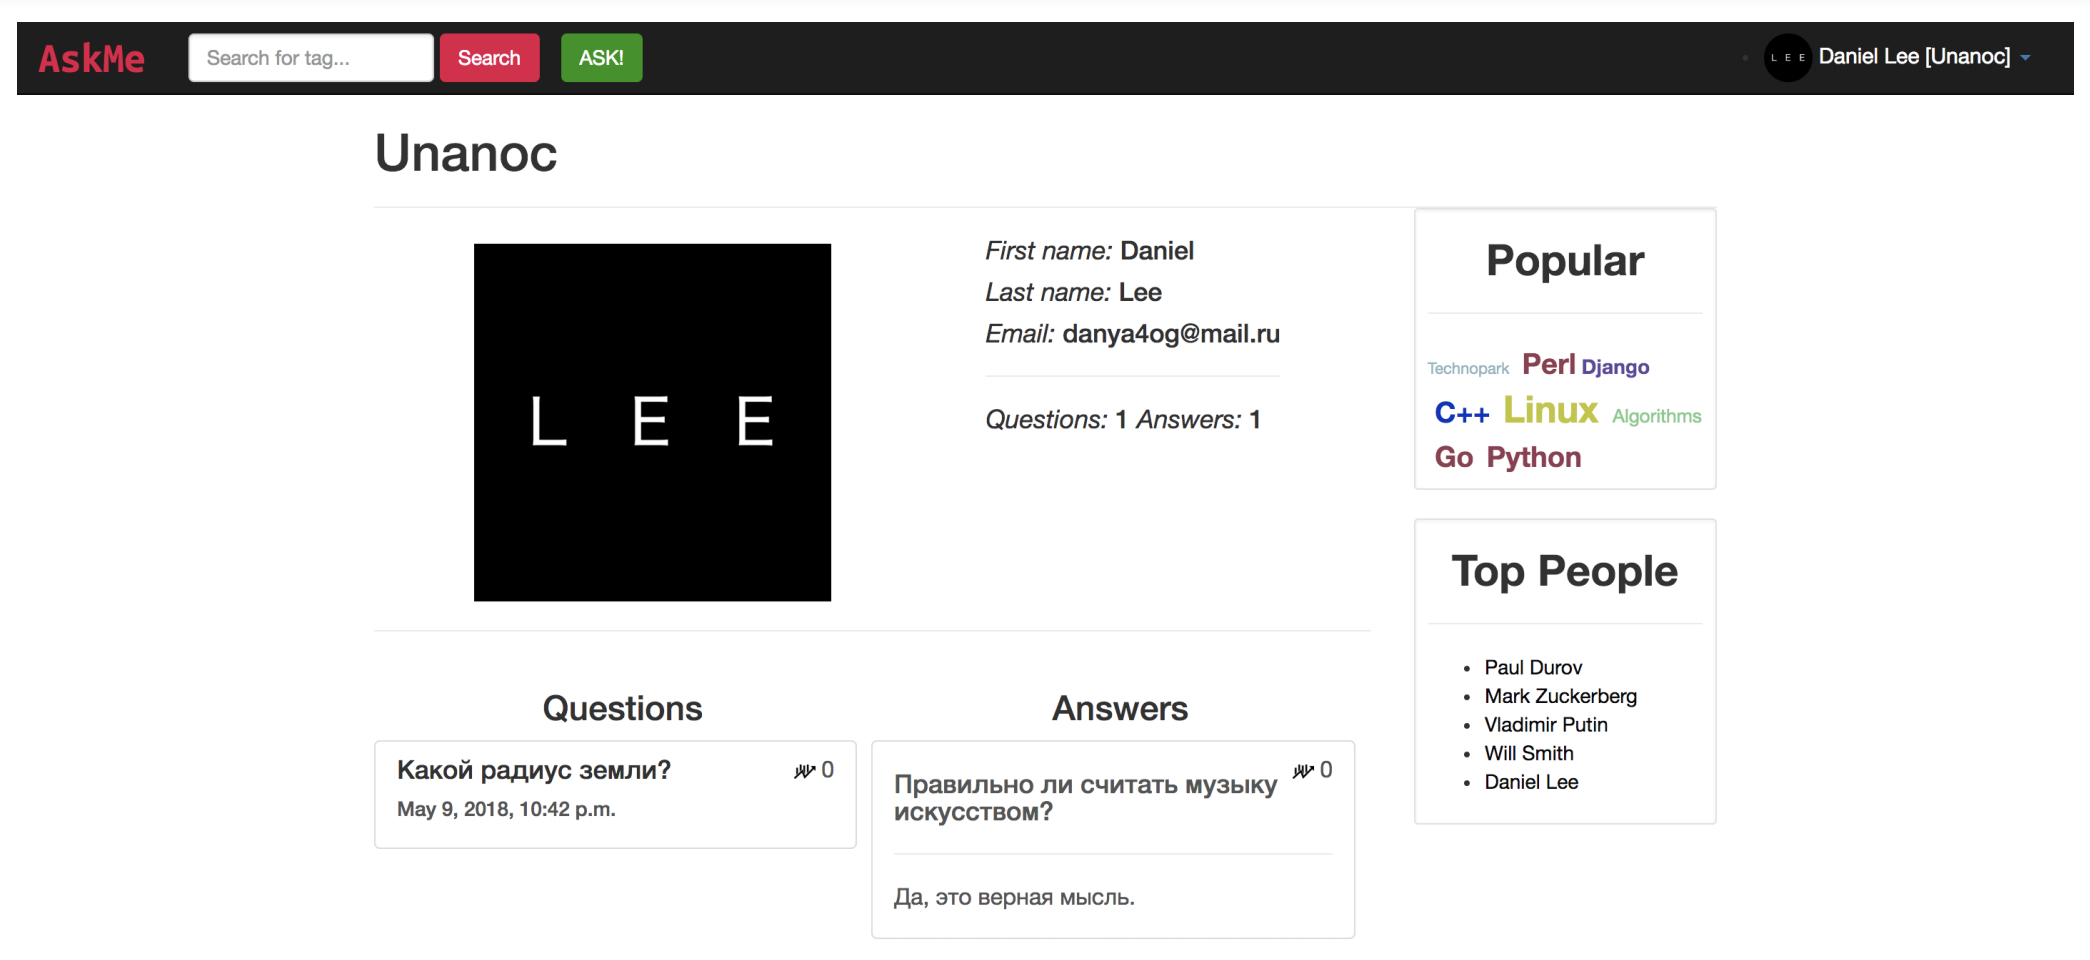 AskMe
Search for tag...
Search
ASK!
L E E
Daniel Lee [Unanoc]
Unanoc
L E E
First name: Daniel
Last name: Lee
Email: danya4og@mail.ru
Questions: 1 Answers: 1
Popular
Technopark Perl Django
C++ Linux Algorithms
Go Python
Top People
Paul Durov
Mark Zuckerberg
Vladimir Putin
Will Smith
Daniel Lee
Questions
Какой радиус земли?
0
May 9, 2018, 10:42 p.m.
Answers
Правильно ли считать музыку
искусством?
0
Да, это верная мысль.